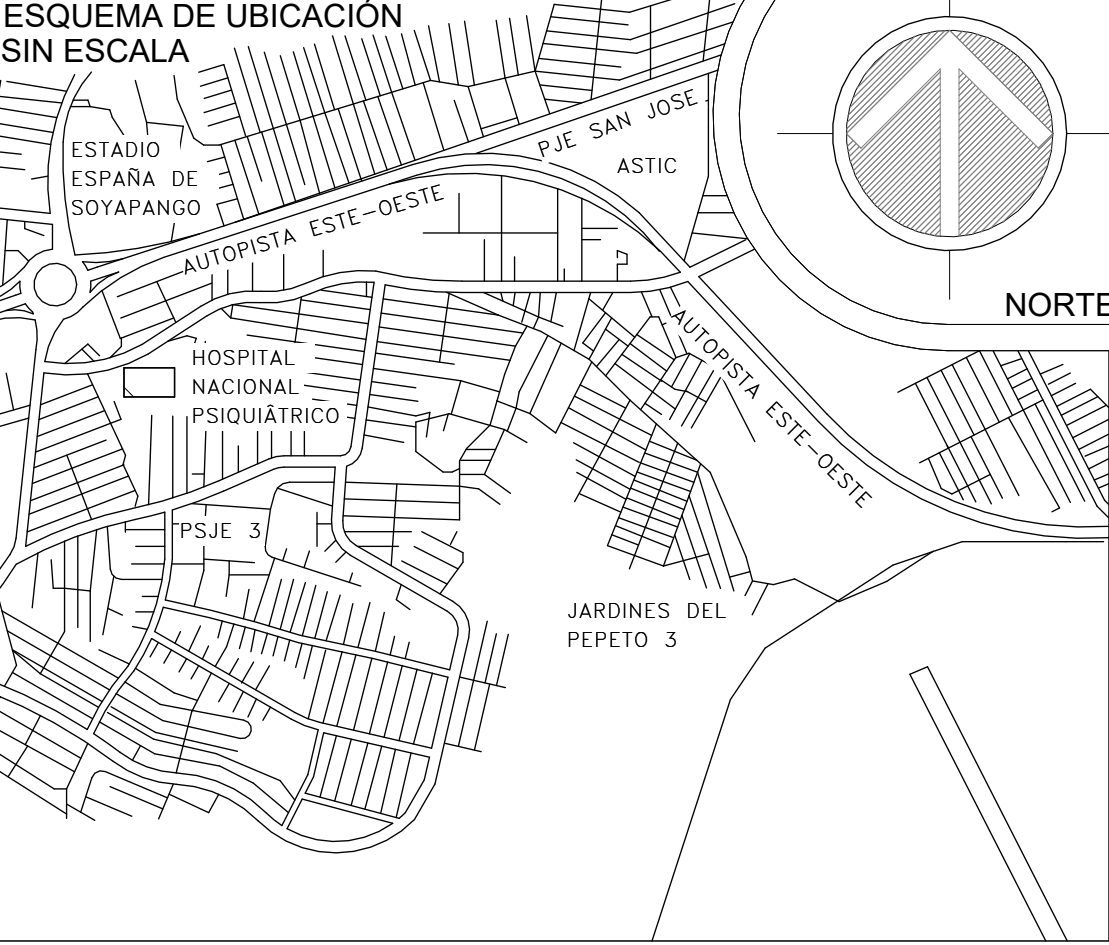 ESQUEMA DE UBICACIÓN
SIN ESCALA
ESTADIO
ESPAÑA DE
SOYAPANGO
PJE SAN JOSE.
ASTIC
AUTOPISTA ESTE-OESTE
NORTE
HOSPITAL
NACIONAL
PSIQUIÂTRICO
AUTOPISTA ESTE-OESTE
PSJE 3
JARDINES DEL
PEPETO 3